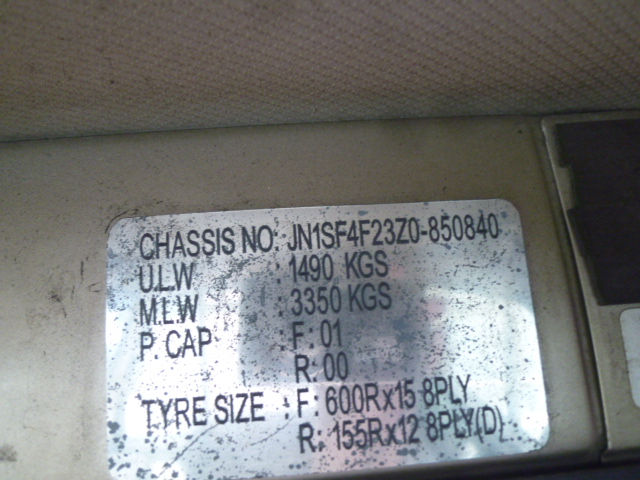 CHASSIS NO: JN1SF4F23Z0-850840
U.L.W : 1490 KGS
M.L.W : 3350 KGS
P. CAP F: 01
R: 00
TYRE SIZE : F: 600Rx15 8PLY
R: 155Rx12 8PLY(D)